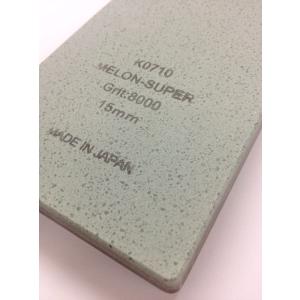 K0710
MELON-SUPER
Grit:8000
15mm
MADE IN JAPAN